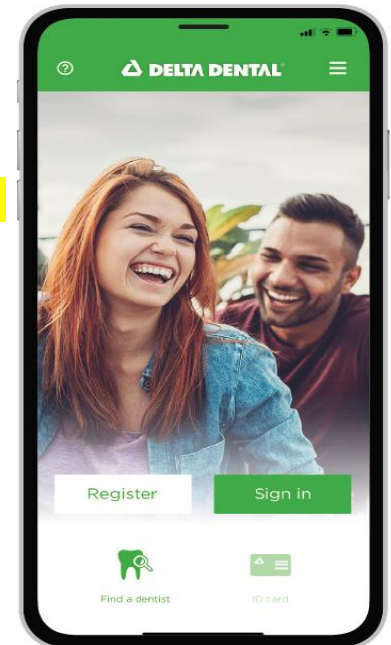 DELTA DENTAL
Register
Sign in
Find a dentist
ID card